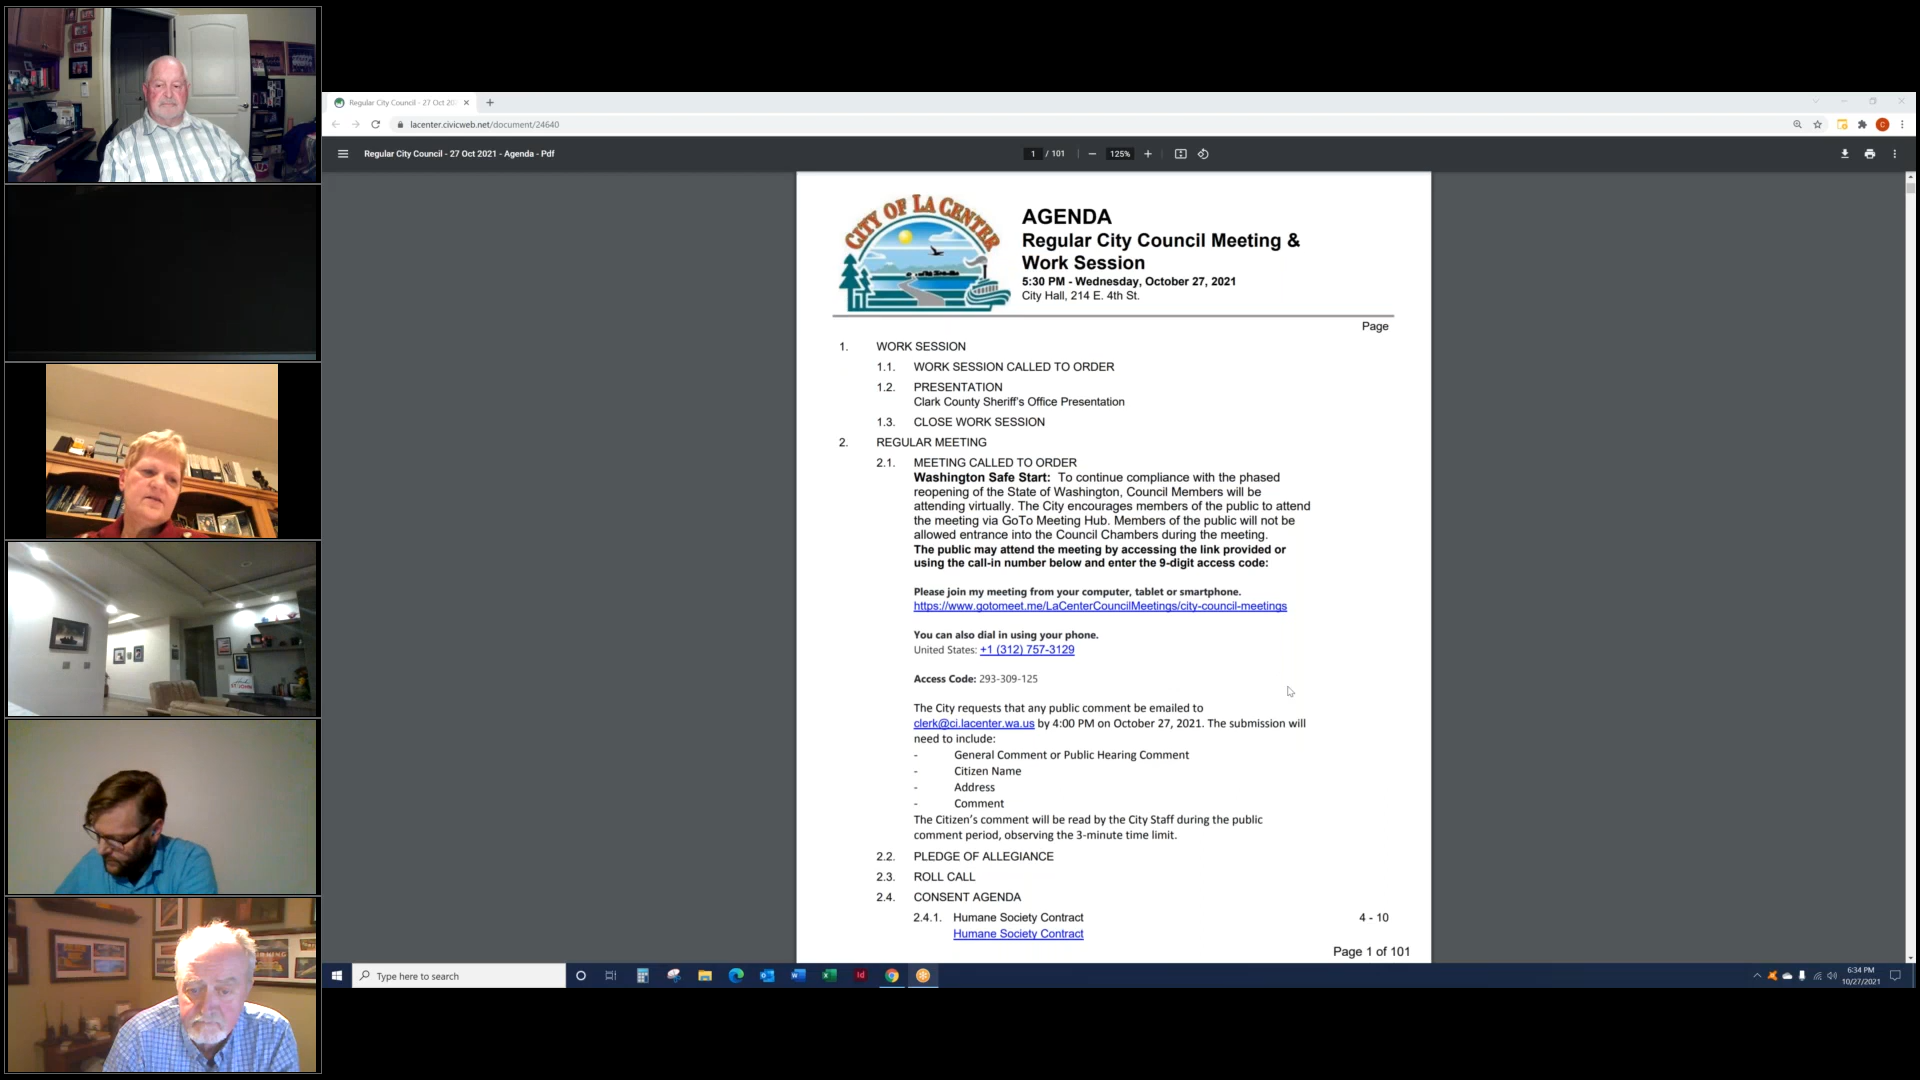 Regular City Council - 27 Oct 20
lacenter.civicweb.net/document/24640
Regular City Council - 27 Oct 2021 - Agenda - Pdf
1 / 101
125%
CITY OF LA CENTER
AGENDA
Regular City Council Meeting &
Work Session
5:30 PM - Wednesday, October 27, 2021
City Hall, 214 E. 4th St.
Page
1. WORK SESSION
1.1. WORK SESSION CALLED TO ORDER
1.2. PRESENTATION
Clark County Sheriff's Office Presentation
1.3. CLOSE WORK SESSION
2. REGULAR MEETING
2.1. MEETING CALLED TO ORDER
Washington Safe Start: To continue compliance with the phased
reopening of the State of Washington, Council Members will be
attending virtually. The City encourages members of the public to attend
the meeting via GoTo Meeting Hub. Members of the public will not be
allowed entrance into the Council Chambers during the meeting.
The public may attend the meeting by accessing the link provided or
using the call-in number below and enter the 9-digit access code:
Please join my meeting from your computer, tablet or smartphone.
https://www.gotomeet.me/LaCenterCouncilMeetings/city-council-meetings
You can also dial in using your phone.
United States: +1 (312) 757-3129
Access Code: 293-309-125
The City requests that any public comment be emailed to
clerk@ci.lacenter.wa.us by 4:00 PM on October 27, 2021. The submission will
need to include:
- General Comment or Public Hearing Comment
- Citizen Name
- Address
- Comment
The Citizen's comment will be read by the City Staff during the public
comment period, observing the 3-minute time limit.
2.2. PLEDGE OF ALLEGIANCE
2.3. ROLL CALL
2.4. CONSENT AGENDA
2.4.1. Humane Society Contract 4 - 10
Humane Society Contract
Page 1 of 101
Type here to search
6:34 PM
10/27/2021